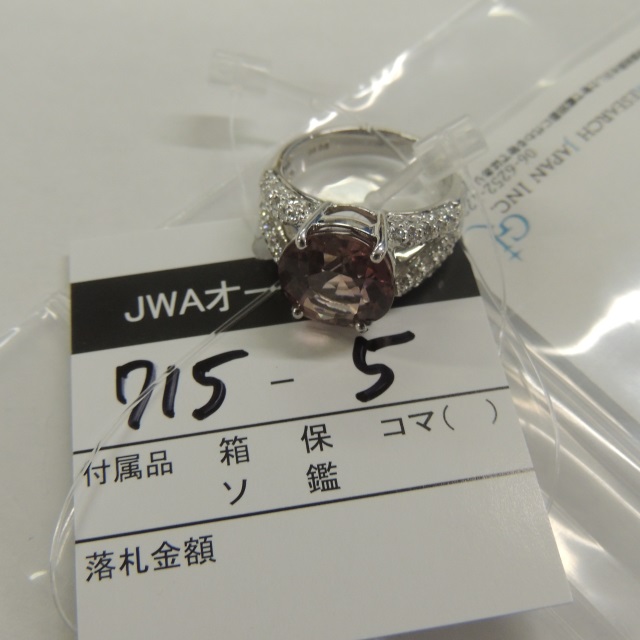 JWAオー
715 - 5
付属品 箱 保 コマ( )
ソ 鑑
落札金額
RESEARCH JAPAN INC